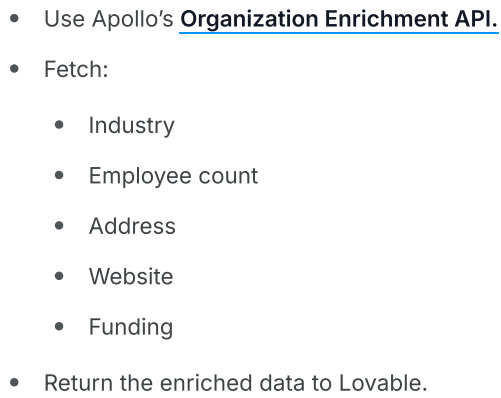 • Use Apollo’s Organization Enrichment API.
• Fetch:
• Industry
• Employee count
• Address
• Website
• Funding
• Return the enriched data to Lovable.